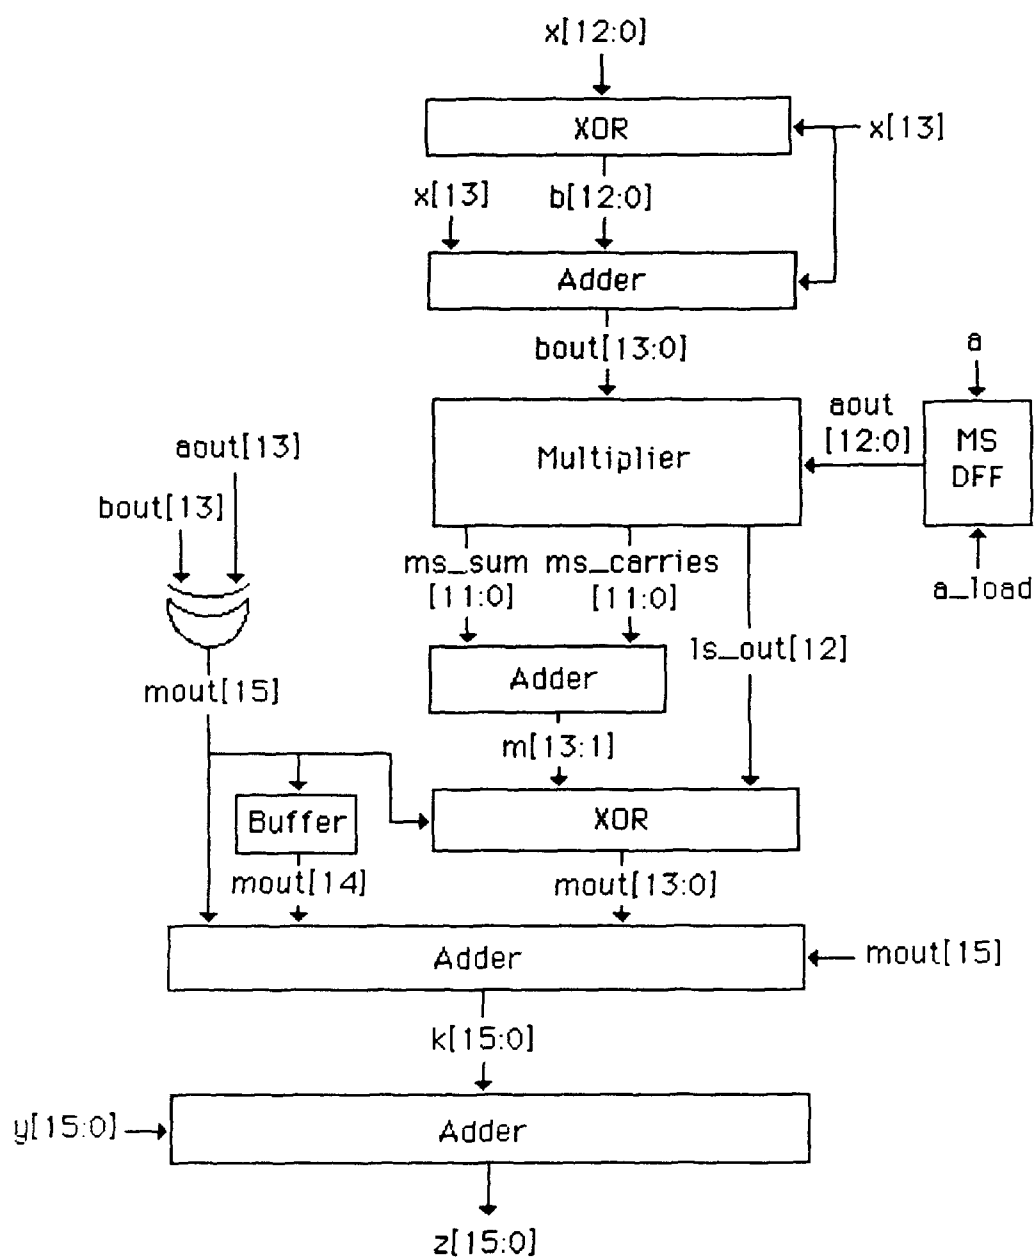 x[12:0]
XOR
x[13]
x[13]
b[12:0]
Adder
bout[13:0]
a
aout
[12:0]
MS
DFF
Multiplier
aout[13]
bout[13]
ms_sum
[11:0]
ms_carries
[11:0]
a_load
ls_out[12]
Adder
mout[15]
m[13:1]
Buffer
XOR
mout[14]
mout[13:0]
Adder
mout[15]
k[15:0]
y[15:0]
Adder
z[15:0]